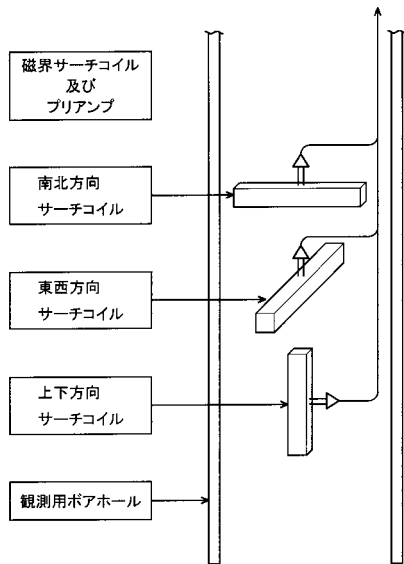 磁界サーチコイル
及び
プリアンプ
南北方向
サーチコイル
東西方向
サーチコイル
上下方向
サーチコイル
観測用ボアホール